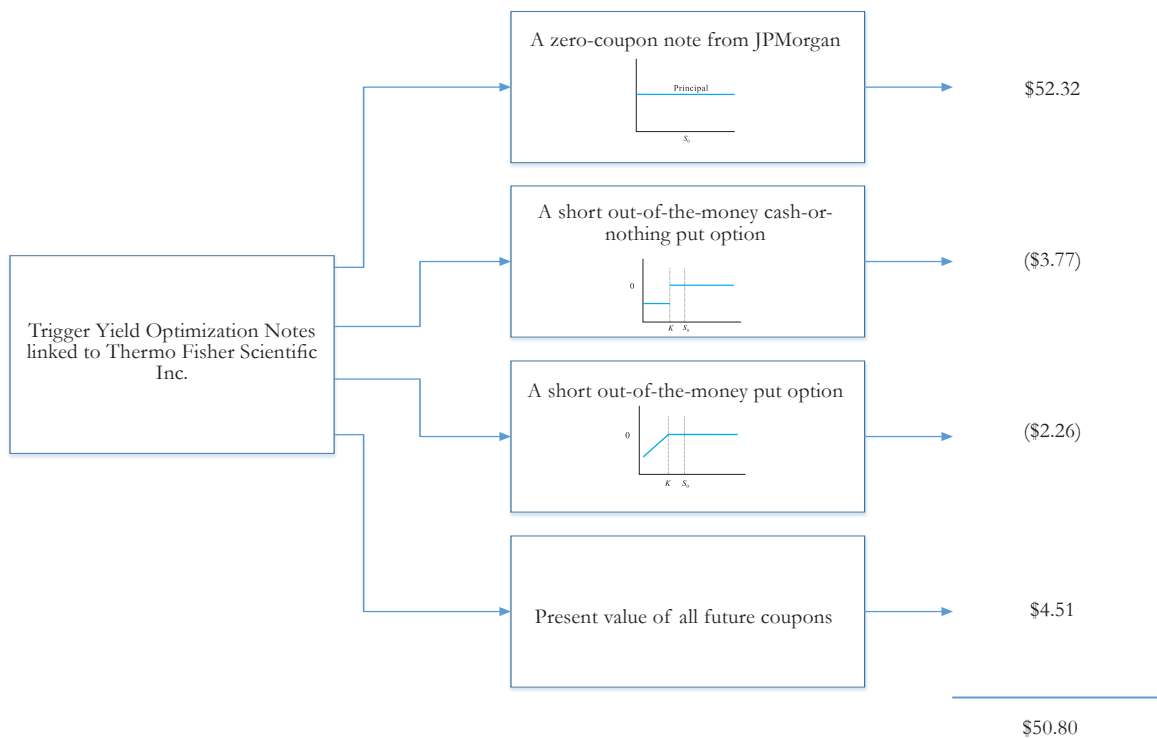 A zero-coupon note from JPMorgan
Principal
S₀
$52.32
A short out-of-the-money cash-or-
nothing put option
0
K S₀
($3.77)
Trigger Yield Optimization Notes
linked to Thermo Fisher Scientific
Inc.
A short out-of-the-money put option
0
K S₀
($2.26)
Present value of all future coupons
$4.51
$50.80